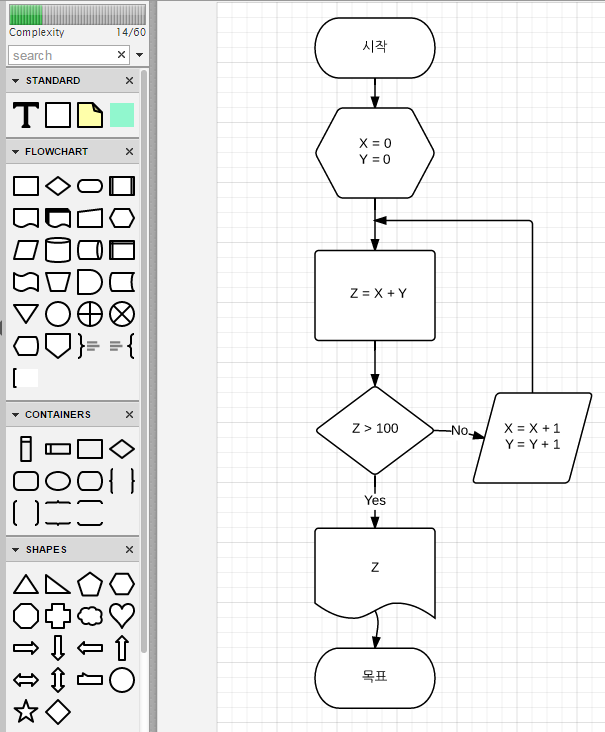 Complexity 14/60
search
STANDARD
T
FLOWCHART
CONTAINERS
SHAPES
시작
X = 0
Y = 0
Z = X + Y
Z > 100
No
X = X + 1
Y = Y + 1
Yes
Z
목표